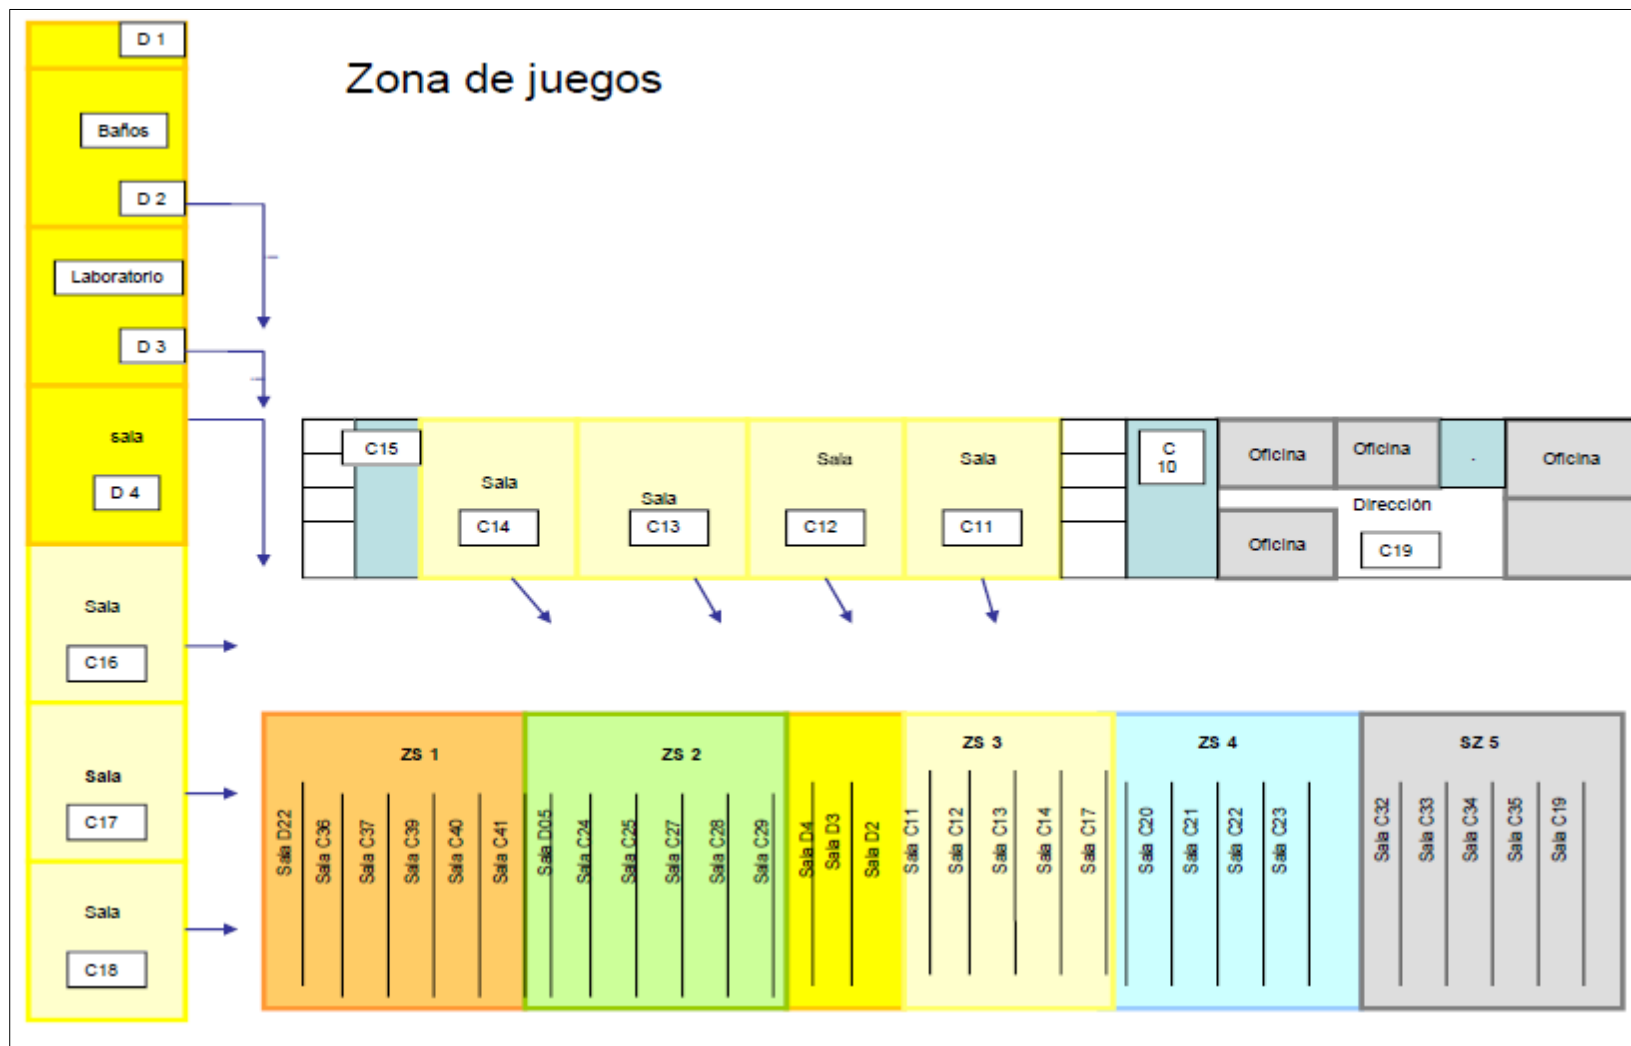 D 1
Zona de juegos
Baños
D 2
Laboratorio
D 3
sala
D 4
Sala
C16
Sala
C17
Sala
C18
C15
Sala
C14
Sala
C13
Sala
C12
Sala
C11
C
10
Oficina
Oficina
.
Oficina
Dirección
Oficina
C19
ZS 1
Sala D22
Sala C36
Sala C37
Sala C39
Sala C40
Sala C41
ZS 2
Sala D05
Sala C24
Sala C25
Sala C27
Sala C28
Sala C29
Sala D4
Sala D3
Sala D2
ZS 3
Sala C11
Sala C12
Sala C13
Sala C14
Sala C17
ZS 4
Sala C20
Sala C21
Sala C22
Sala C23
SZ 5
Sala C32
Sala C33
Sala C34
Sala C35
Sala C19